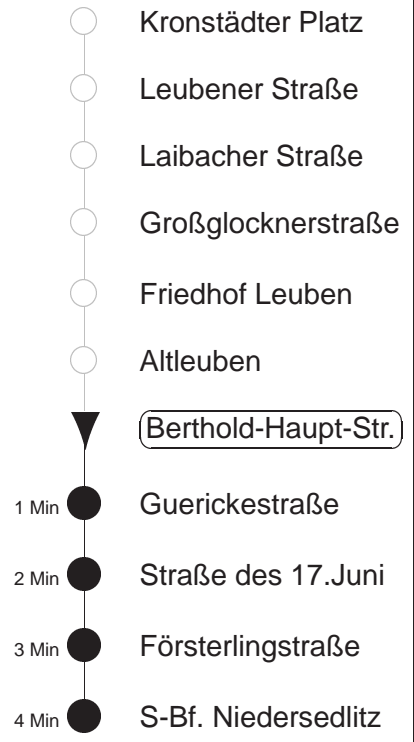 Kronstädter Platz
Leubener Straße
Laibacher Straße
Großglocknerstraße
Friedhof Leuben
Altleuben
Berthold-Haupt-Str.
1 Min Guerickestraße
2 Min Straße des 17.Juni
3 Min Försterlingstraße
4 Min S-Bf. Niedersedlitz